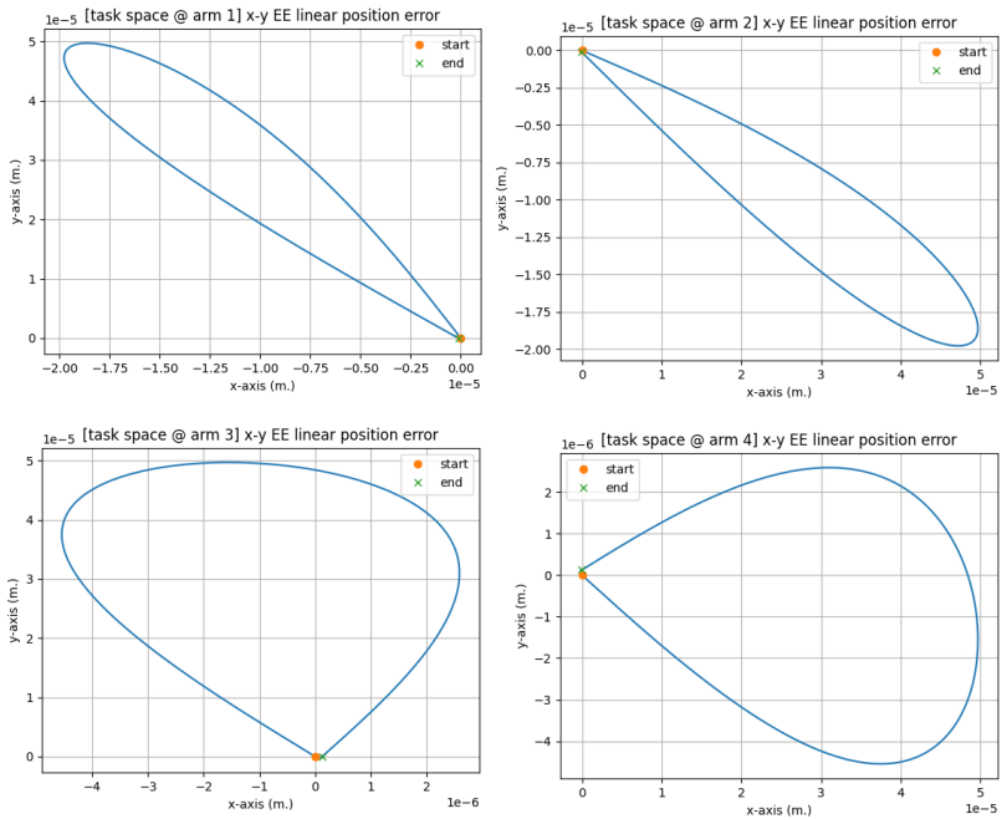 [task space @ arm 1] x-y EE linear position error
1e−5
5
4
3
2
1
0
y-axis (m.)
start
end
−2.00 −1.75 −1.50 −1.25 −1.00 −0.75 −0.50 −0.25 0.00
1e−5
x-axis (m.)
[task space @ arm 2] x-y EE linear position error
1e−5
0.00
−0.25
−0.50
−0.75
−1.00
−1.25
−1.50
−1.75
−2.00
y-axis (m.)
start
end
0 1 2 3 4 5
1e−5
x-axis (m.)
[task space @ arm 3] x-y EE linear position error
1e−5
5
4
3
2
1
0
y-axis (m.)
start
end
−4 −3 −2 −1 0 1 2
1e−6
x-axis (m.)
[task space @ arm 4] x-y EE linear position error
1e−6
2
1
0
−1
−2
−3
−4
y-axis (m.)
start
end
0 1 2 3 4 5
1e−5
x-axis (m.)